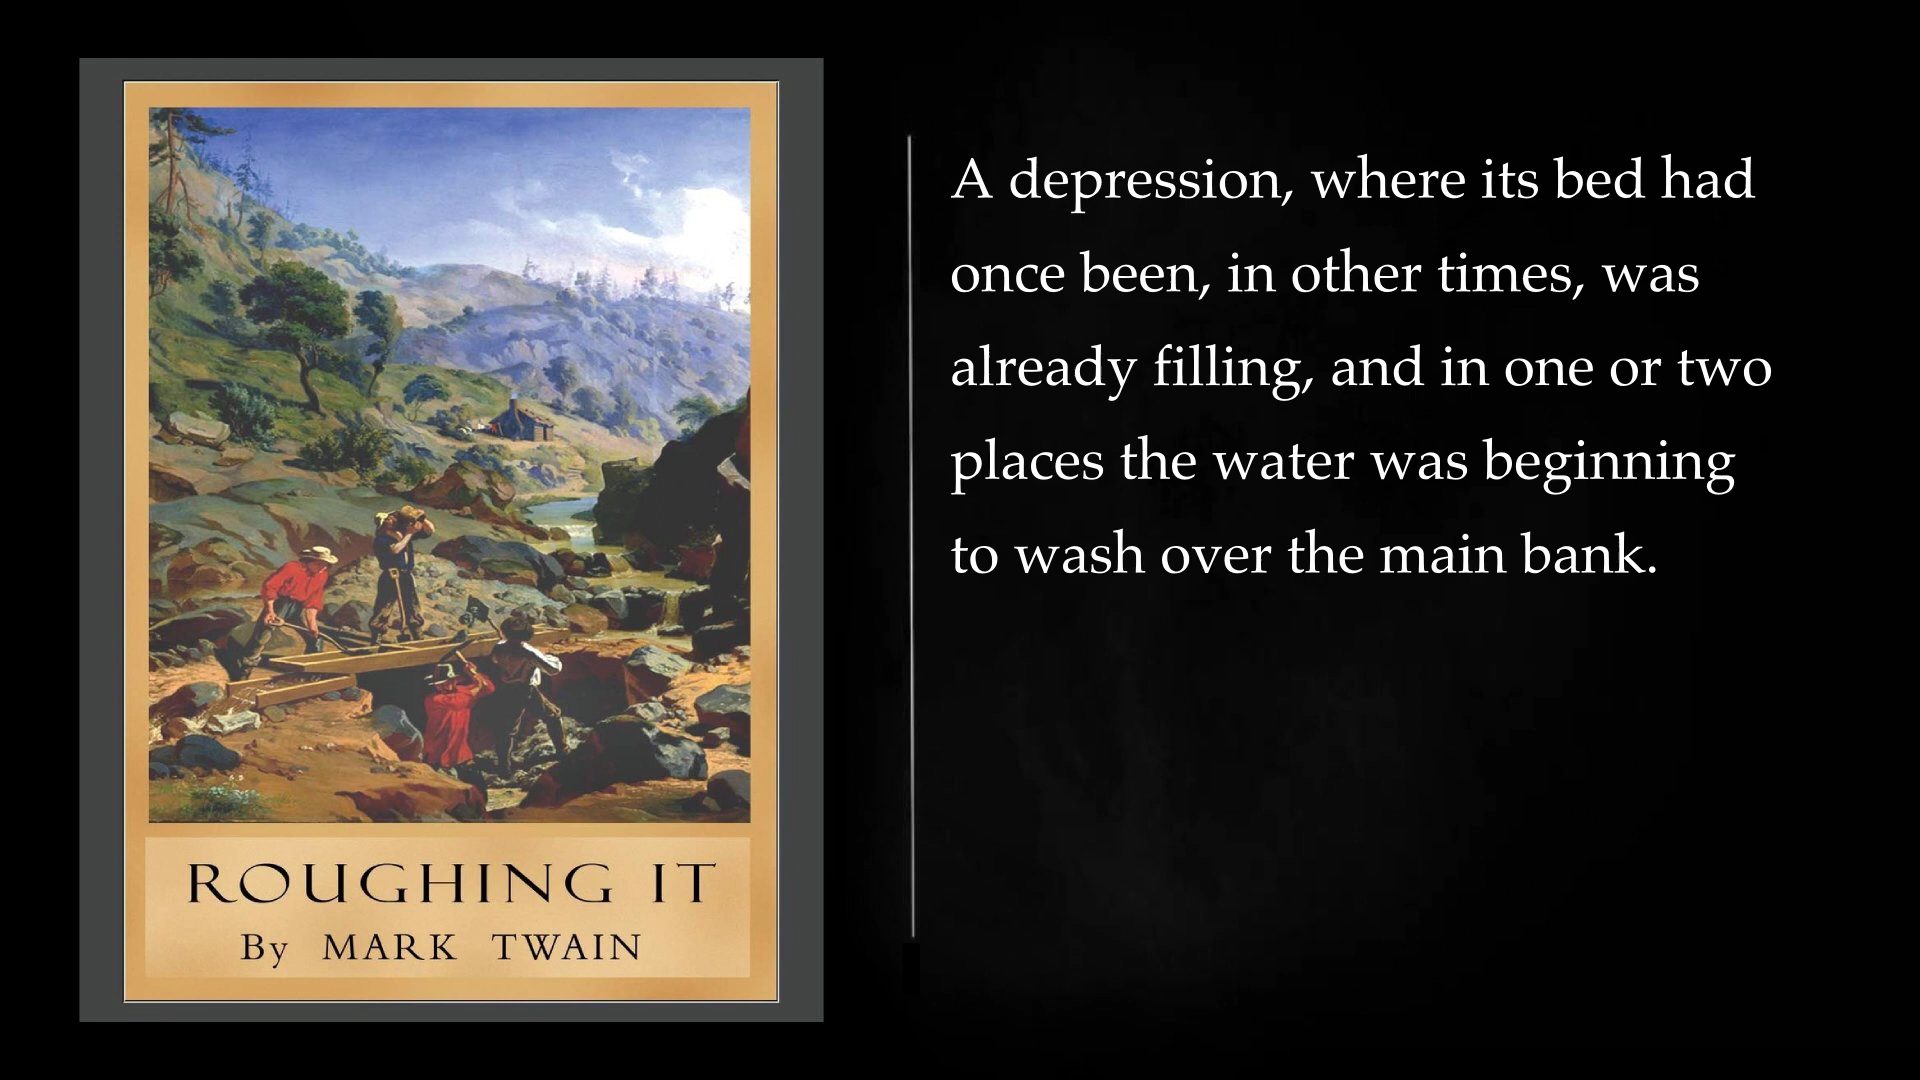 ROUGHING IT
By MARK TWAIN
A depression, where its bed had
once been, in other times, was
already filling, and in one or two
places the water was beginning
to wash over the main bank.